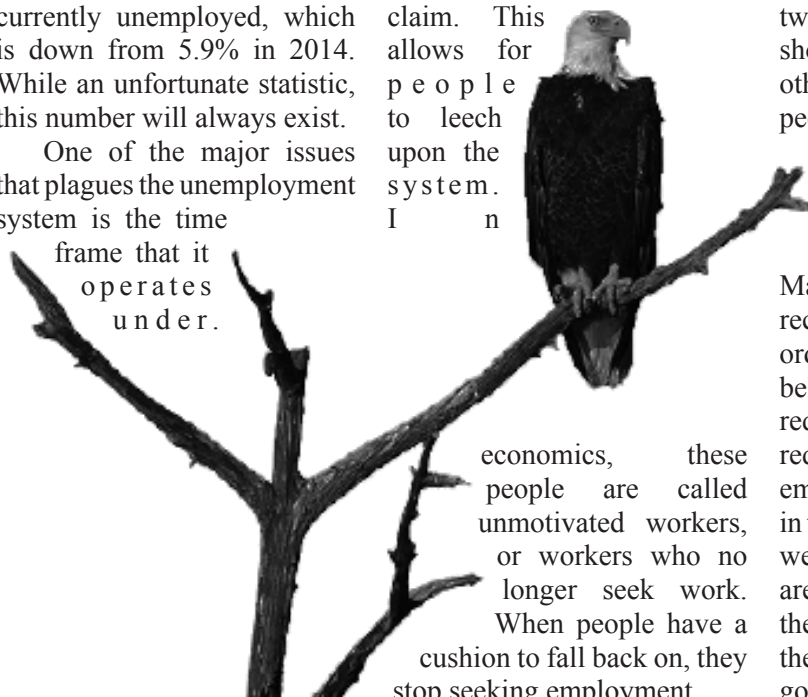 currently unemployed, which
is down from 5.9% in 2014.
While an unfortunate statistic,
this number will always exist.
One of the major issues
that plagues the unemployment
system is the time
frame that it
operates
under.
claim. This
allows for
people
to leech
upon the
system.
In
economics, these
people are called
unmotivated workers,
or workers who no
longer seek work.
When people have a
cushion to fall back on, they
stop seeking employment